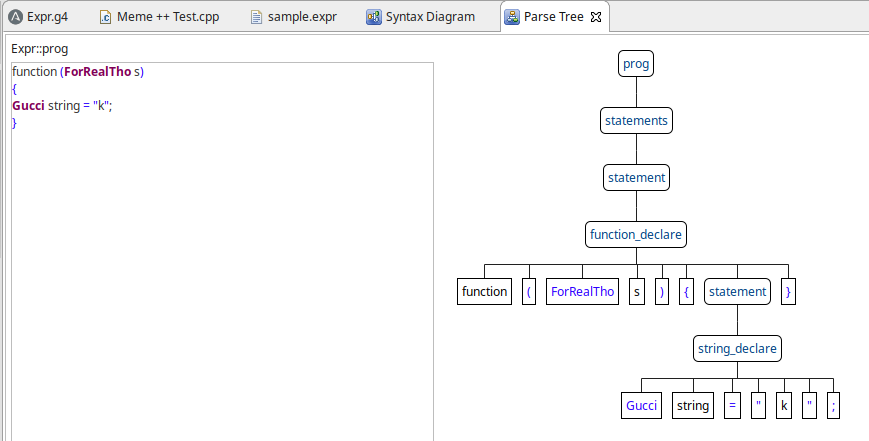 Expr.g4 Meme ++ Test.cpp sample.expr Syntax Diagram Parse Tree
Expr::prog
function (ForRealTho s)
{
Gucci string = "k";
}
prog
statements
statement
function_declare
function ( ForRealTho s ) { statement }
string_declare
Gucci string = " k " ;